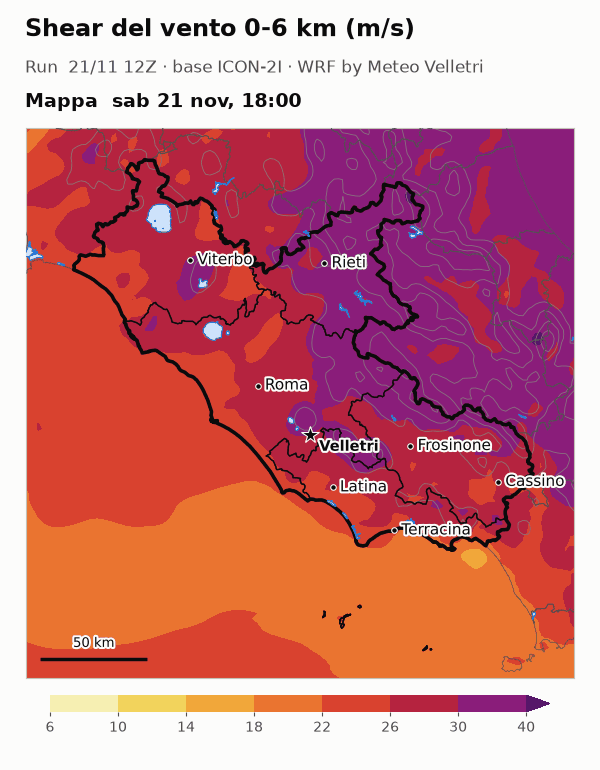 Shear del vento 0-6 km (m/s)
Run  21/11 12Z · base ICON-2I · WRF by Meteo Velletri
Mappa  sab 21 nov, 18:00
Viterbo
Rieti
Roma
Velletri
Frosinone
Latina
Cassino
Terracina
50 km
6 10 14 18 22 26 30 40